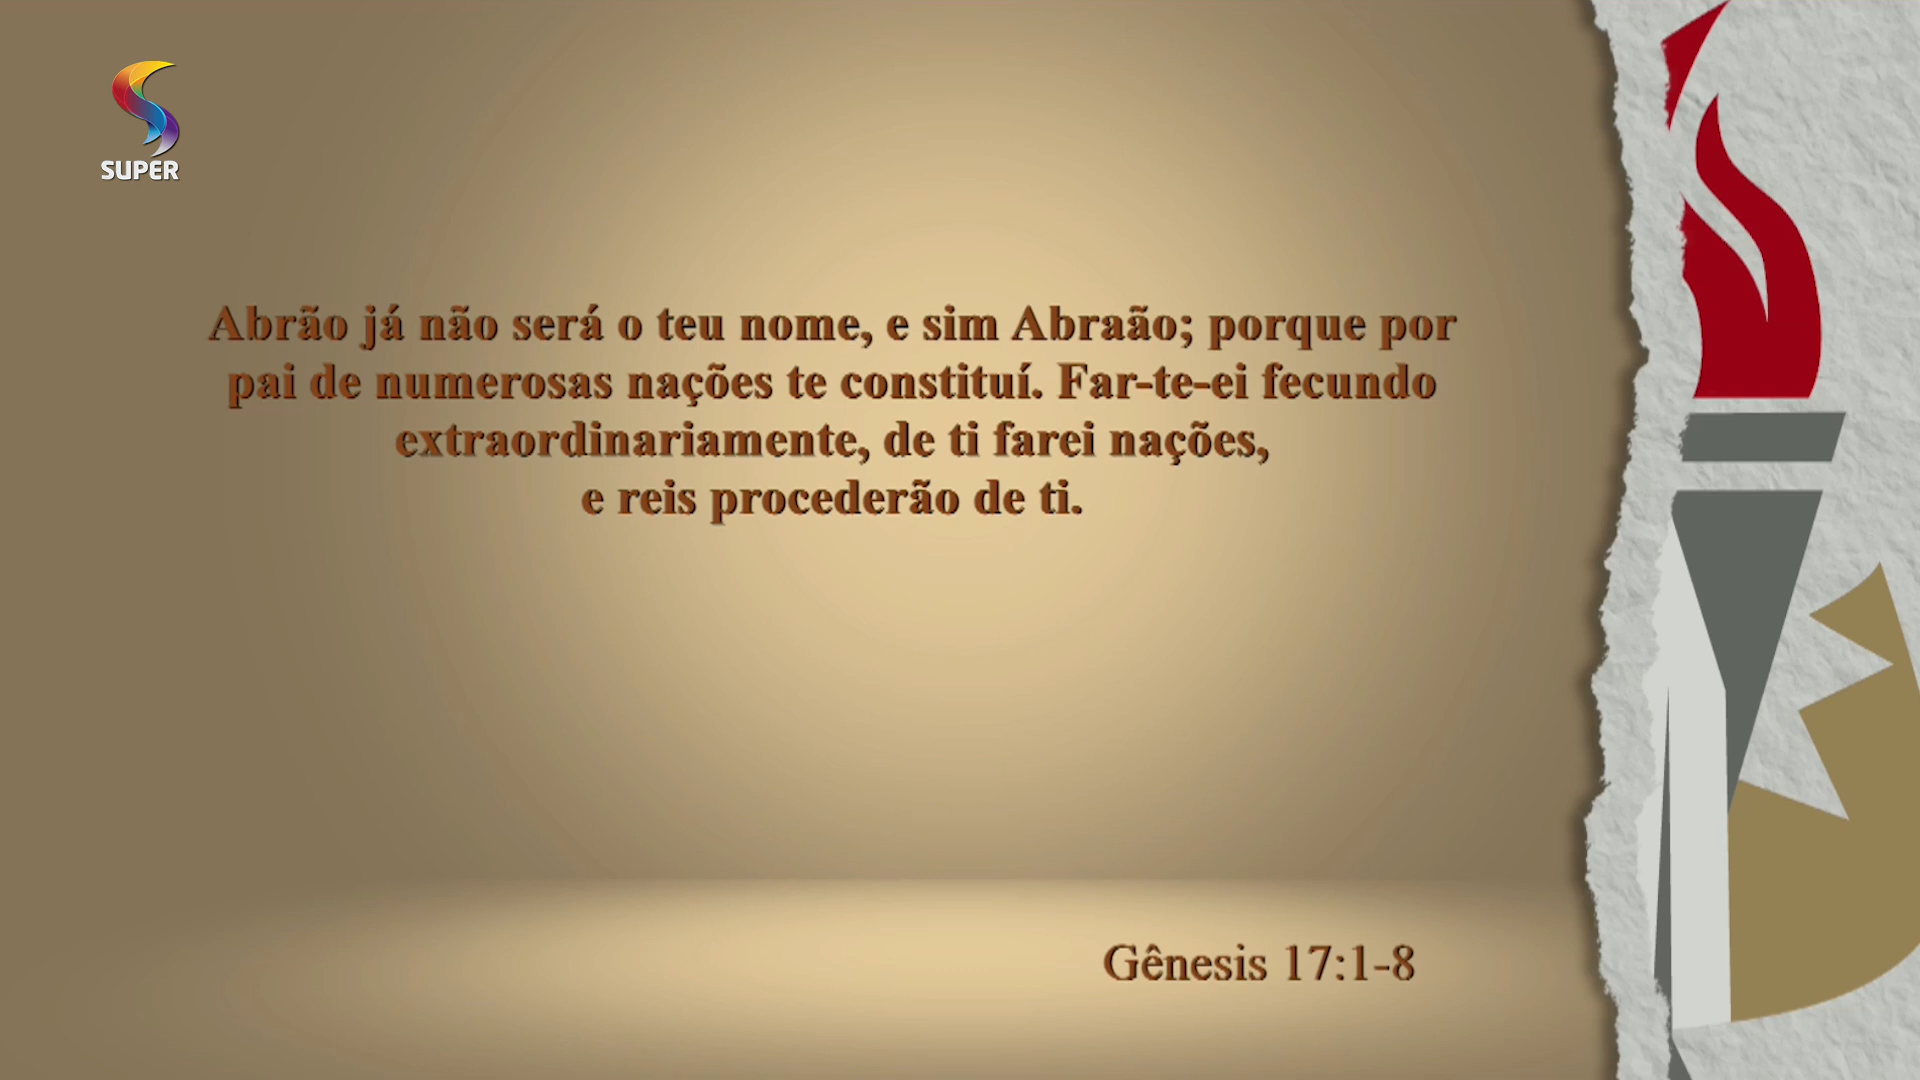 SUPER
Abrão já não será o teu nome, e sim Abraão; porque por
pai de numerosas nações te constituí. Far-te-ei fecundo
extraordinariamente, de ti farei nações,
e reis procederão de ti.
Gênesis 17:1-8